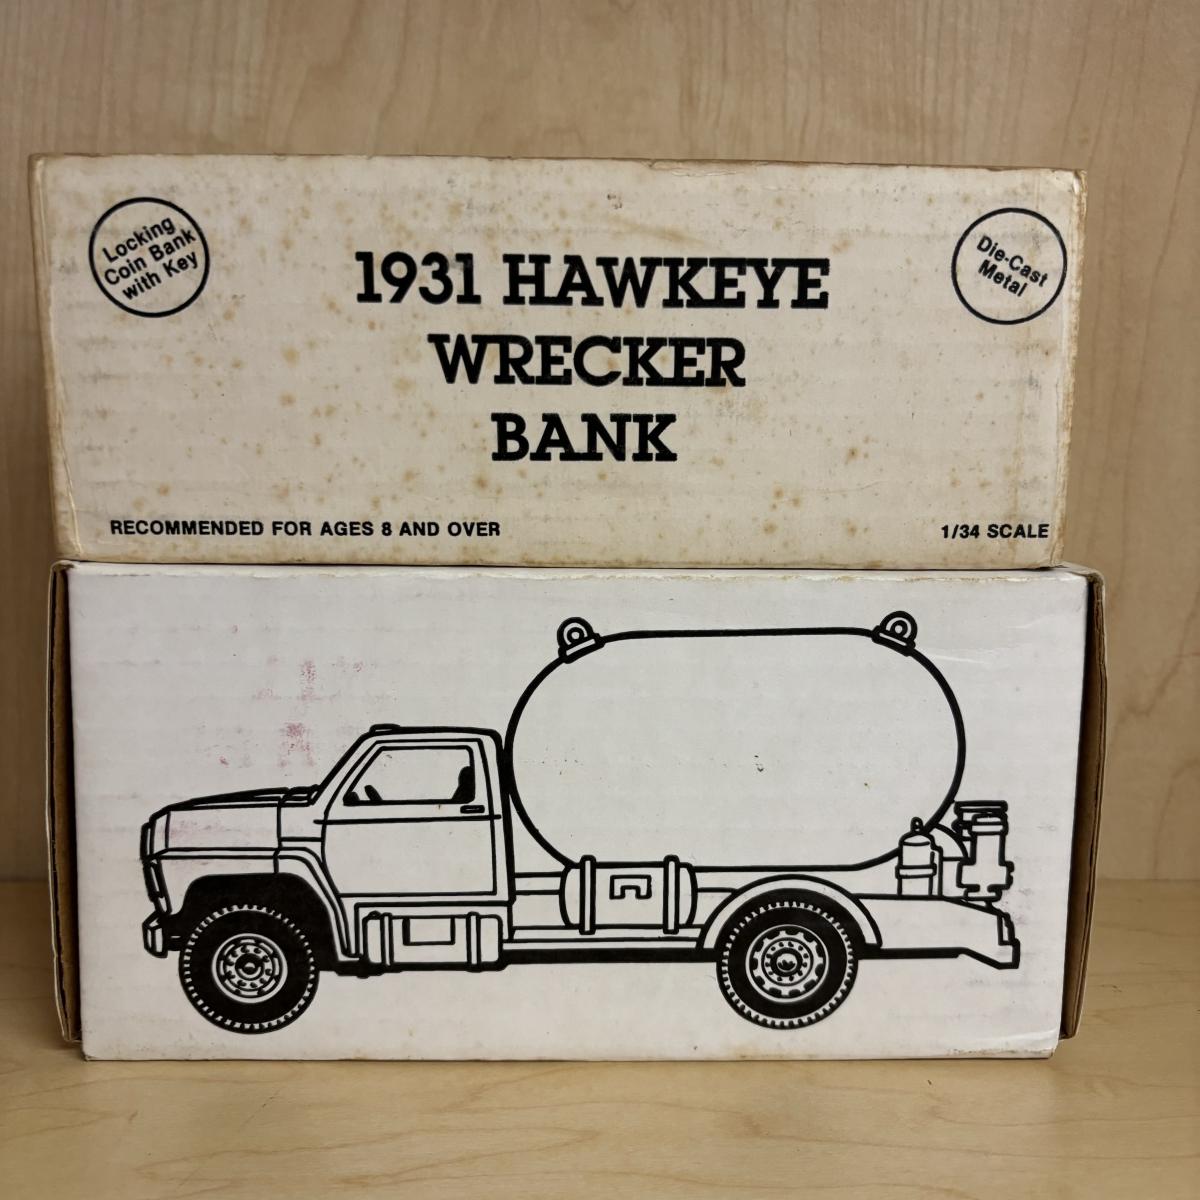 Locking
Coin Bank
with Key
Die-Cast
Metal
1931 HAWKEYE
WRECKER
BANK
RECOMMENDED FOR AGES 8 AND OVER
1/34 SCALE